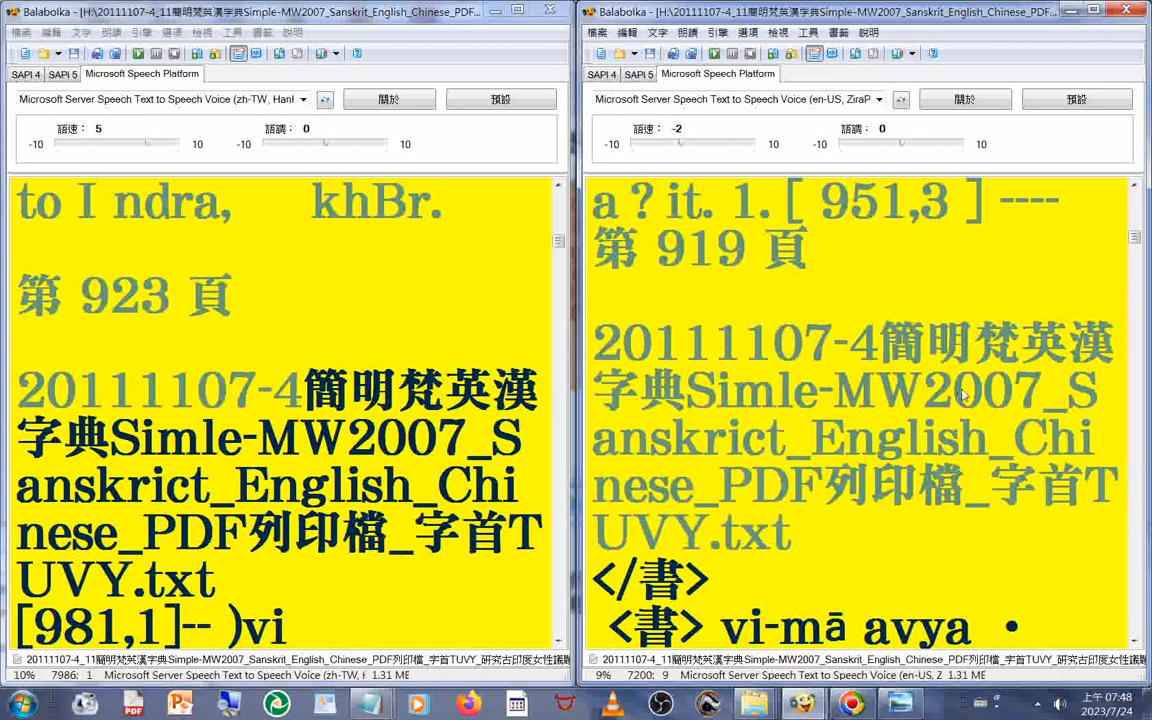 Balabolka - [H:\20111107-4_11簡明梵英漢字典Simple-MW2007_Sanskrit_English_Chinese_PDF...
檔案 編輯 文字 朗讀 引擎 選項 檢視 工具 書籤 說明
SAPI 4 SAPI 5 Microsoft Speech Platform
Microsoft Server Speech Text to Speech Voice (zh-TW, Hanl
關於
預設
語速： 5
語調： 0
-10 10 -10 10
to I ndra, khBr.
第 923 頁
20111107-4簡明梵英漢
字典Simle-MW2007_S
anskrict_English_Chi
nese_PDF列印檔_字首T
UVY.txt
[981,1]-- )vi
20111107-4_11簡明梵英漢字典Simple-MW2007_Sanskrit_English_Chinese_PDF列印檔_字首TUVY_研究古印度女性議題
10% 7986: 1 Microsoft Server Speech Text to Speech Voice (zh-TW, H 1.31 ME
Balabolka - [H:\20111107-4_11簡明梵英漢字典Simple-MW2007_Sanskrit_English_Chinese_PDF...
檔案 編輯 文字 朗讀 引擎 選項 檢視 工具 書籤 說明
SAPI 4 SAPI 5 Microsoft Speech Platform
Microsoft Server Speech Text to Speech Voice (en-US, ZiraP
關於
預設
語速： -2
語調： 0
-10 10 -10 10
a ? it. 1. [ 951,3 ] ----
第 919 頁
20111107-4簡明梵英漢
字典Simle-MW2007_S
anskrict_English_Chi
nese_PDF列印檔_字首T
UVY.txt
</書>
<書> vi-mā avya •
20111107-4_11簡明梵英漢字典Simple-MW2007_Sanskrit_English_Chinese_PDF列印檔_字首TUVY_研究古印度女性議題
9% 7200: 9 Microsoft Server Speech Text to Speech Voice (en-US, Z 1.31 ME
上午 07:48
2023/7/24